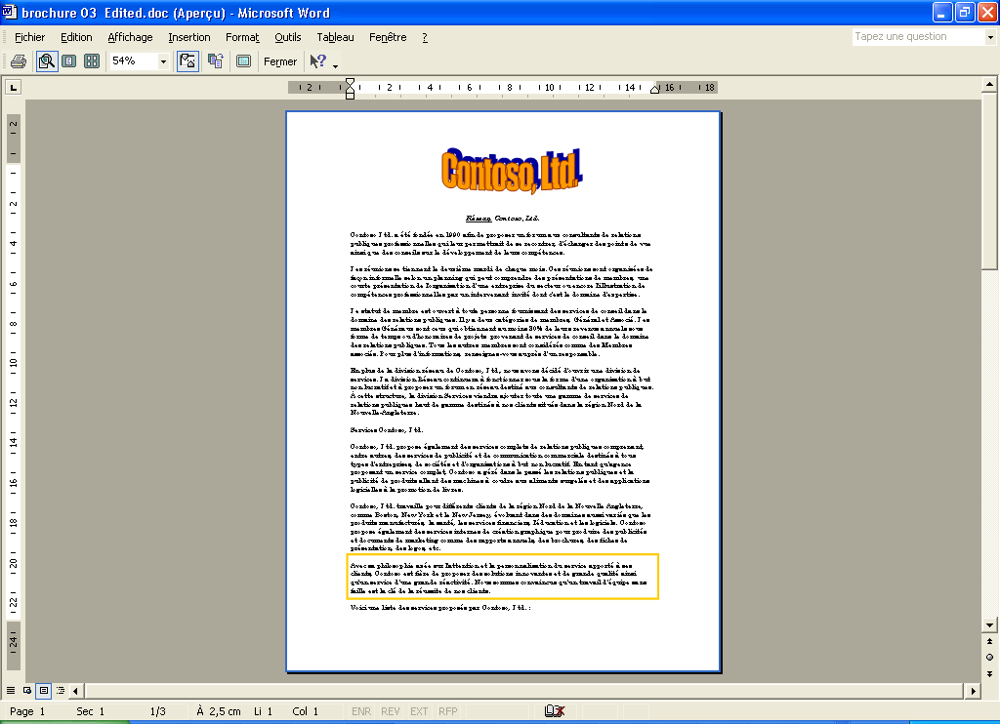 brochure 03 Edited.doc (Aperçu) - Microsoft Word
Fichier Edition Affichage Insertion Format Outils Tableau Fenêtre ? Tapez une question
54% Fermer
2 2 4 6 8 10 12 14 16 18
2 2 4 6 8 10 12 14 16 18 20 22 24
Contoso, Ltd.
Réseau Contoso, Ltd.
Contoso Ltd. a été fondée en 1990 afin de proposer un forum aux consultants de relations
publiques professionnelles qui leur permettrait de se recontrer, d'échanger des points de vue
ainsi que des conseils sur le développement de leurs compétences.
Les réunions se tiennent le deuxième mardi de chaque mois. Ces réunions sont organisées de
façon informelle selon un planning qui peut comprendre des présentations de membres, une
courte présentation de l'organisation d'une entreprise du secteur ou encore l'illustration de
compétences professionnelles par un intervenant invité dont c'est le domaine d'expertise.
Le statut de membre est ouvert à toute personne fournissant des services de conseil dans le
domaine des relations publiques. Il y a deux catégories de membres, Général et Associé. Les
membres Généraux sont ceux qui obtiennent au moins 80% de leurs revenus annuels sous
forme de temps ou d'honoraires de projets provenant de services de conseil dans le domaine
des relations publiques. Tous les autres membres sont considérés comme des Membres
associés. Pour plus d'informations, renseignez-vous auprès d'un responsable.
En plus de la division réseau de Contoso, Ltd., nous avons décidé d'ouvrir une division de
services. La division Réseau continuera à fonctionner sous la forme d'une organisation à but
non lucratif et à proposer un forum en réseau destiné aux consultants de relations publiques.
A cette structure, la division Services viendra ajouter toute une gamme de services de
relations publiques haut de gamme destinés à nos clients situés dans la région Nord de la
Nouvelle-Angleterre.
Services Contoso, Ltd.
Contoso, Ltd. propose également des services complets de relations publiques comprenant,
entre autres, des services de publicité et de communication commerciale destinés à tous
types d'entreprises, de sociétés et d'organisations à but non lucratif. En tant qu'agence
proposant un service complet, Contoso a géré dans le passé les relations publiques et la
publicité de produits allant des machines à coudre aux aliments surgelés et des applications
logicielles à la promotion de livres.
Contoso, Ltd. travaille pour différents clients de la région Nord de la Nouvelle Angleterre,
comme Boston, New York et le New Jersey, évoluant dans des domaines aussi variés que les
produits manufacturés, la santé, les services financiers, l'éducation et les logiciels. Contoso
propose également des services internes de création graphique pour produire des publicités
et documents de marketing comme des rapports annuels, des brochures, des fiches de
présentation, des logos, etc.
Avec sa philosophie axée sur l'attention et la personnalisation du service apporté à ses
clients, Contoso est fière de proposer des solutions innovantes et de grande qualité ainsi
qu'un service d'une grande réactivité. Nous sommes convaincus qu'un travail d'équipe sans
faille est la clé de la réussite de nos clients.
Voici une liste des services proposés par Contoso, Ltd. :
Page 1 Sec 1 1/3 À 2,5 cm Li 1 Col 1 ENR REV EXT RFP